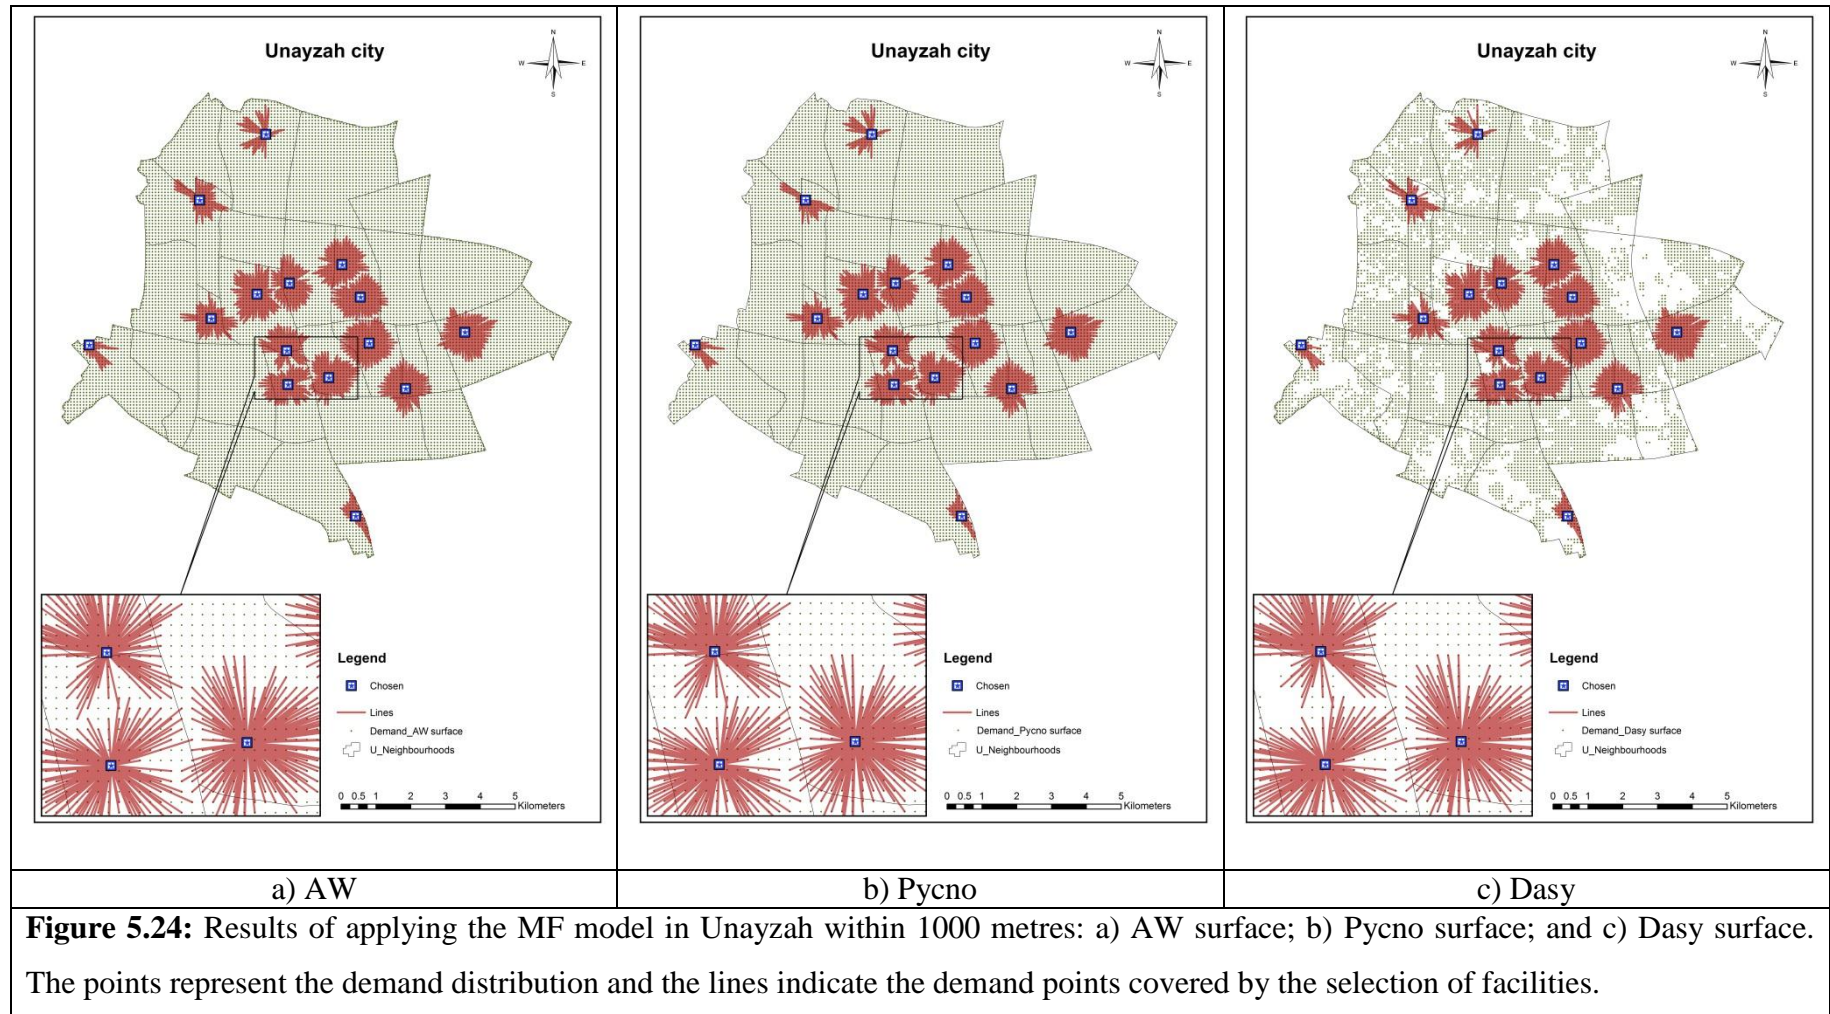 Unayzah city
N
W E
S
Legend
Chosen
Lines
Demand_AW surface
U_Neighbourhoods
0 0.5 1 2 3 4 5
Kilometers
Unayzah city
N
W E
S
Legend
Chosen
Lines
Demand_Pycno surface
U_Neighbourhoods
0 0.5 1 2 3 4 5
Kilometers
Unayzah city
N
W E
S
Legend
Chosen
Lines
Demand_Dasy surface
U_Neighbourhoods
0 0.5 1 2 3 4 5
Kilometers
a) AW
b) Pycno
c) Dasy
Figure 5.24: Results of applying the MF model in Unayzah within 1000 metres: a) AW surface; b) Pycno surface; and c) Dasy surface.
The points represent the demand distribution and the lines indicate the demand points covered by the selection of facilities.